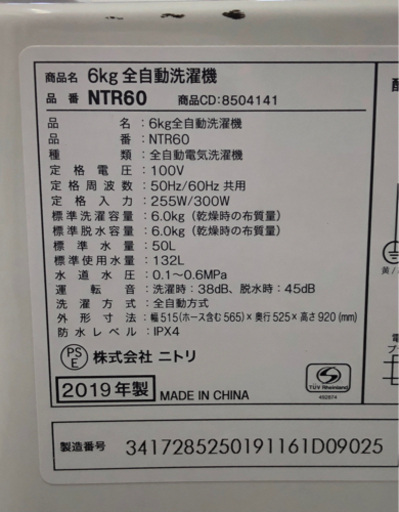 商品名 6kg 全自動洗濯機
品 番 NTR60 商品CD:8504141
品 名:6kg全自動洗濯機
品 番:NTR60
種 類:全自動電気洗濯機
定格電圧:100V
定格周波数:50Hz/60Hz 共用
定格入力:255W/300W
標準洗濯容量:6.0kg (乾燥時の布質量)
標準脱水容量:6.0kg (乾燥時の布質量)
標準水量:50L
標準使用水量:132L
水道水圧:0.1~0.6MPa
運転音:洗濯時:38dB、脱水時:45dB
洗濯方式:全自動方式
外形寸法:幅515(ホース含む565)×奥行525×高さ920(mm)
防水レベル:IPX4
PS
E 株式会社 ニトリ
2019年製 MADE IN CHINA
TÜV Rheinland
製造番号 3417285250191161D09025